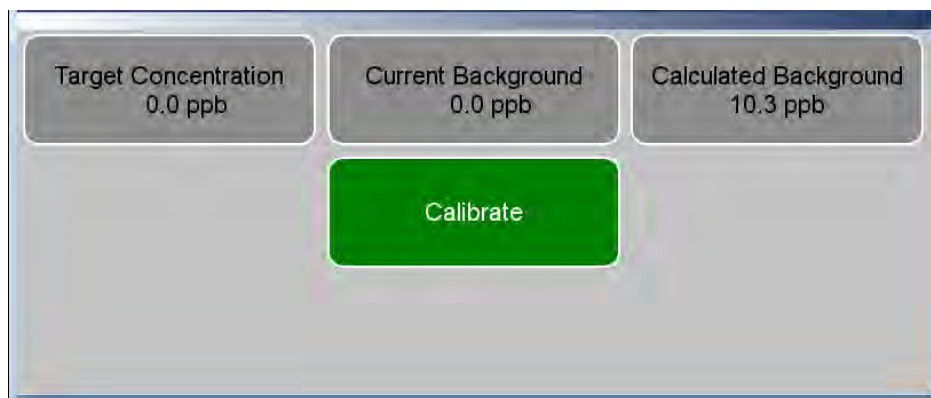 Target Concentration
0.0 ppb
Current Background
0.0 ppb
Calculated Background
10.3 ppb
Calibrate